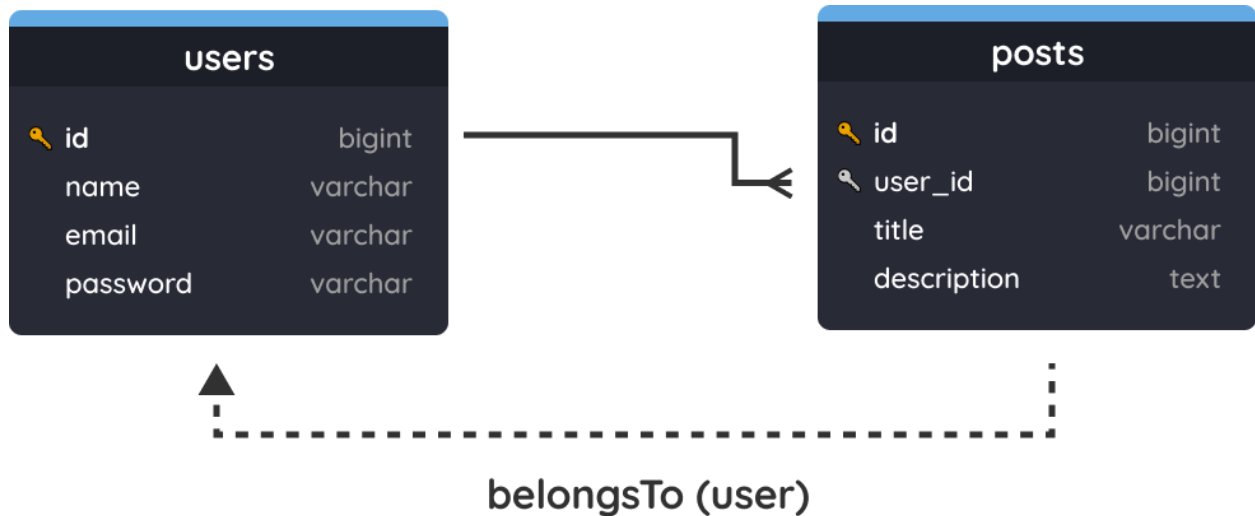 users
id bigint
name varchar
email varchar
password varchar
posts
id bigint
user_id bigint
title varchar
description text
belongsTo (user)